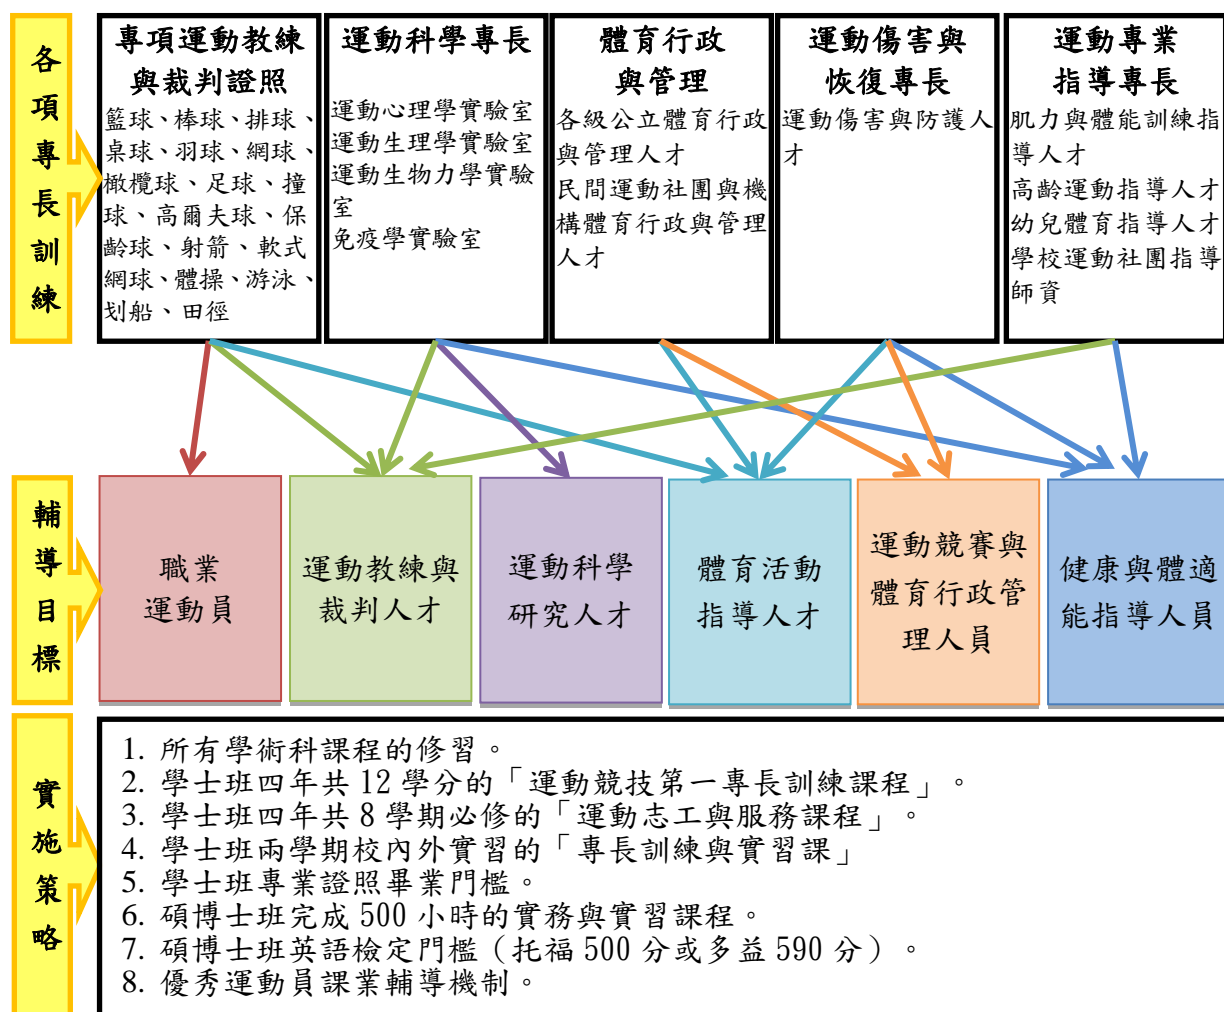 各項專長訓練
專項運動教練
與裁判證照
籃球、棒球、排球、
桌球、羽球、網球、
橄欖球、足球、撞
球、高爾夫球、保
齡球、射箭、軟式
網球、體操、游泳、
划船、田徑
運動科學專長
運動心理學實驗室
運動生理學實驗室
運動生物力學實驗
室
免疫學實驗室
體育行政
與管理
各級公立體育行政
與管理人才
民間運動社團與機
構體育行政與管理
人才
運動傷害與
恢復專長
運動傷害與防護人
才
運動專業
指導專長
肌力與體能訓練指
導人才
高齡運動指導人才
幼兒體育指導人才
學校運動社團指導
師資
輔導目標
職業
運動員
運動教練與
裁判人才
運動科學
研究人才
體育活動
指導人才
運動競賽與
體育行政管
理人員
健康與體適
能指導人員
實施策略
1. 所有學術科課程的修習。
2. 學士班四年共 12 學分的「運動競技第一專長訓練課程」。
3. 學士班四年共 8 學期必修的「運動志工與服務課程」。
4. 學士班兩學期校內外實習的「專長訓練與實習課」
5. 學士班專業證照畢業門檻。
6. 碩博士班完成 500 小時的實務與實習課程。
7. 碩博士班英語檢定門檻（托福 500 分或多益 590 分）。
8. 優秀運動員課業輔導機制。